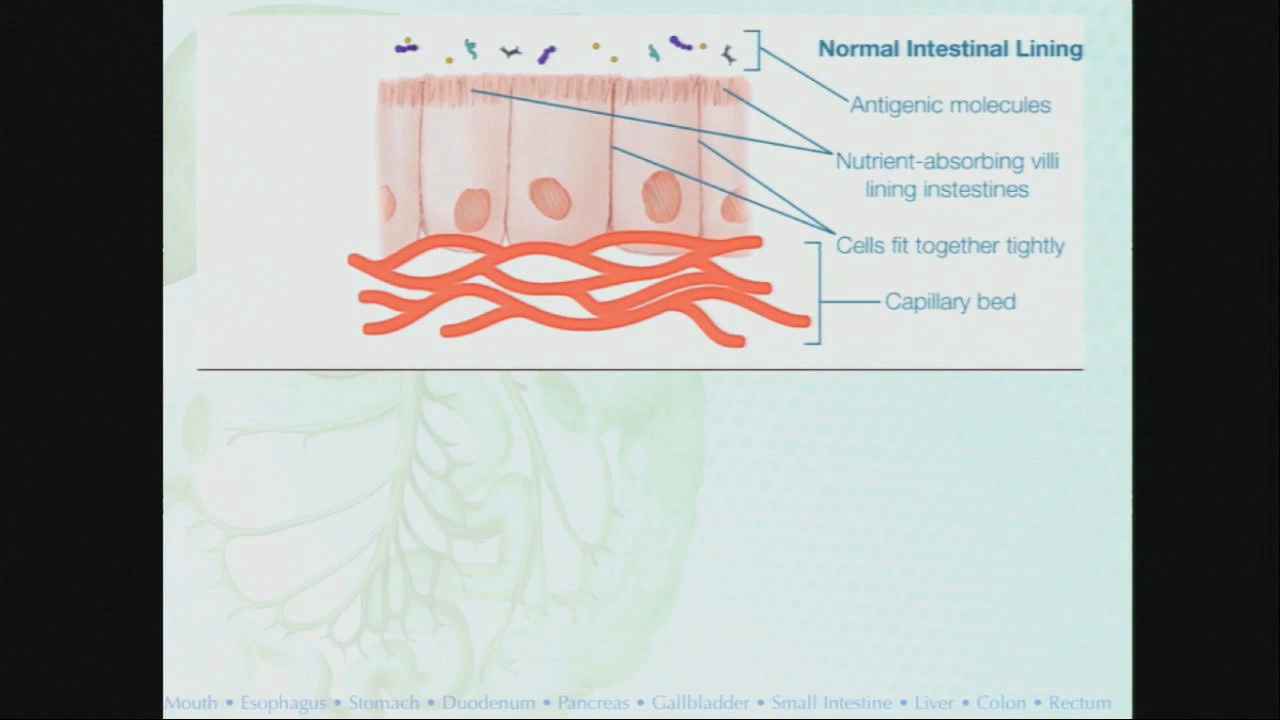 Normal Intestinal Lining
Antigenic molecules
Nutrient-absorbing villi
lining instestines
Cells fit together tightly
Capillary bed
Mouth • Esophagus • Stomach • Duodenum • Pancreas • Gallbladder • Small Intestine • Liver • Colon • Rectum